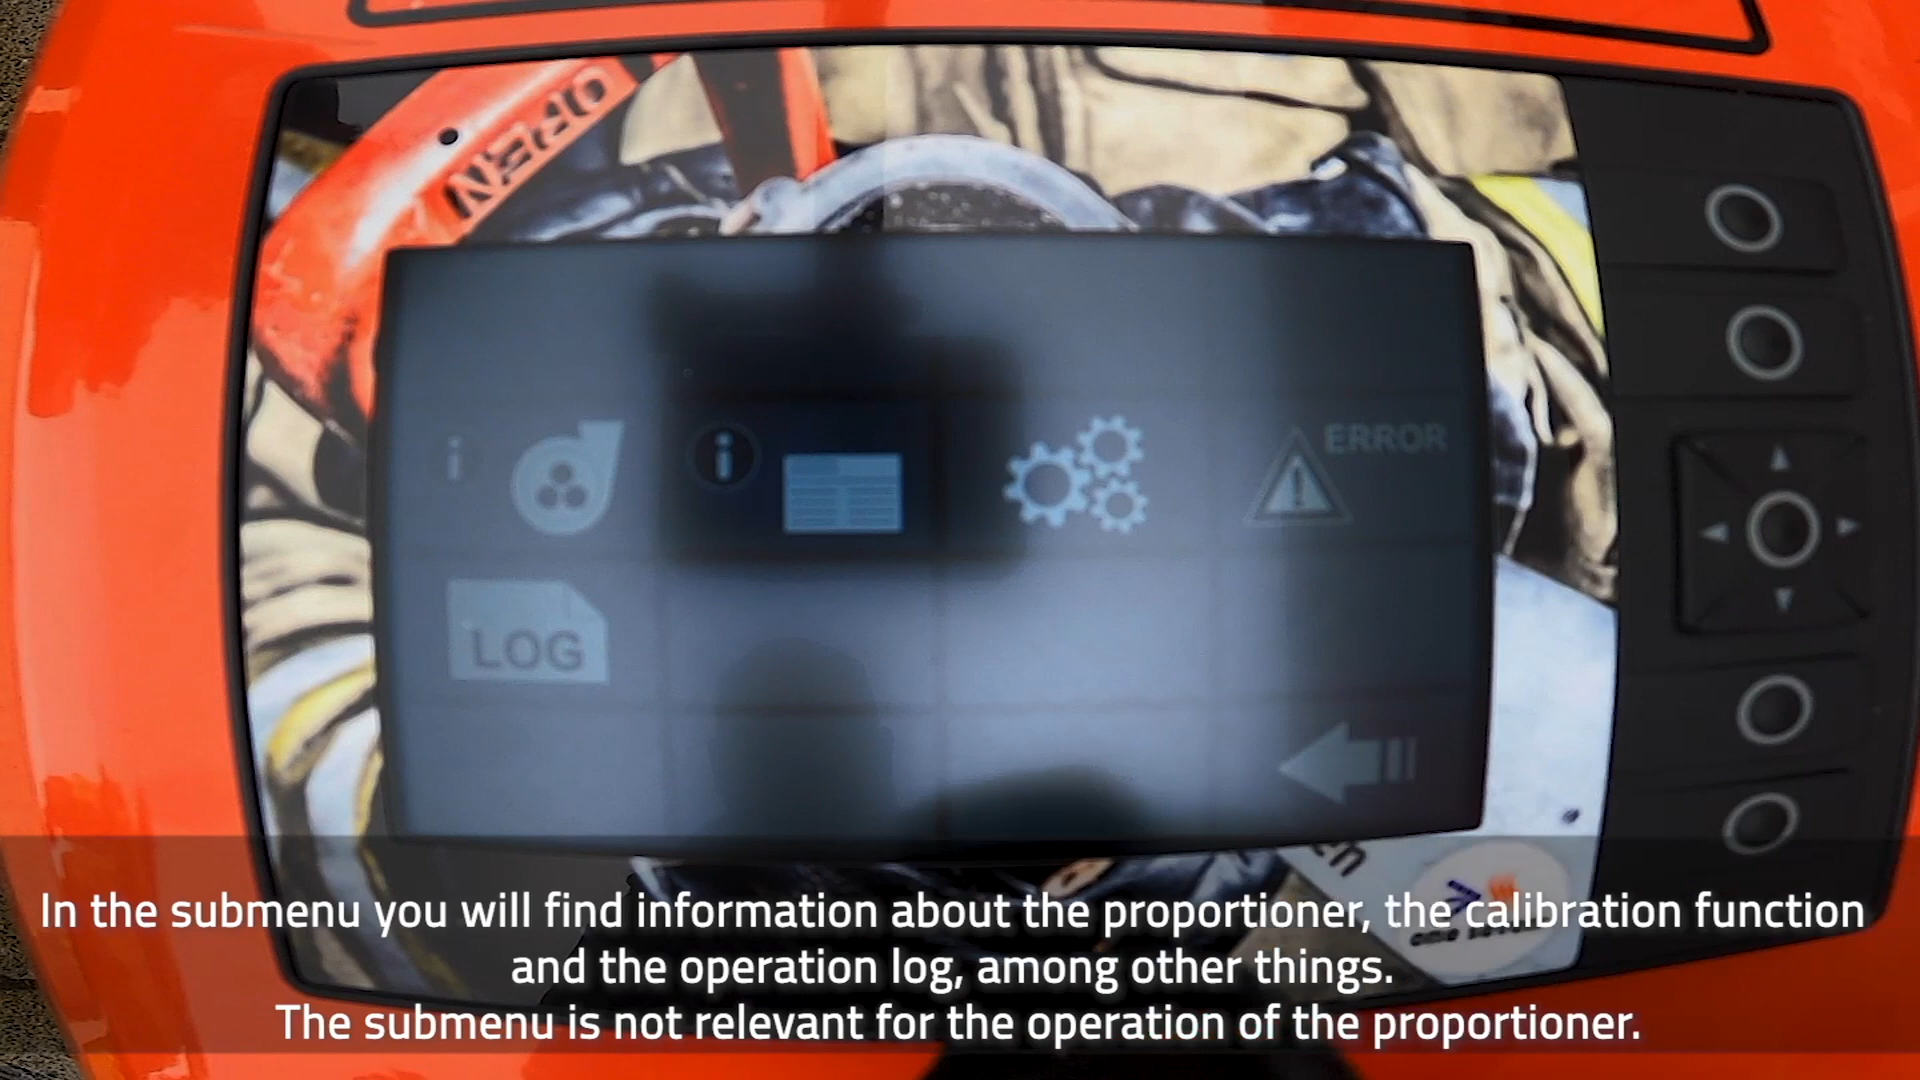 OPEN
i
i
ERROR
LOG
In the submenu you will find information about the proportioner, the calibration function
and the operation log, among other things.
The submenu is not relevant for the operation of the proportioner.